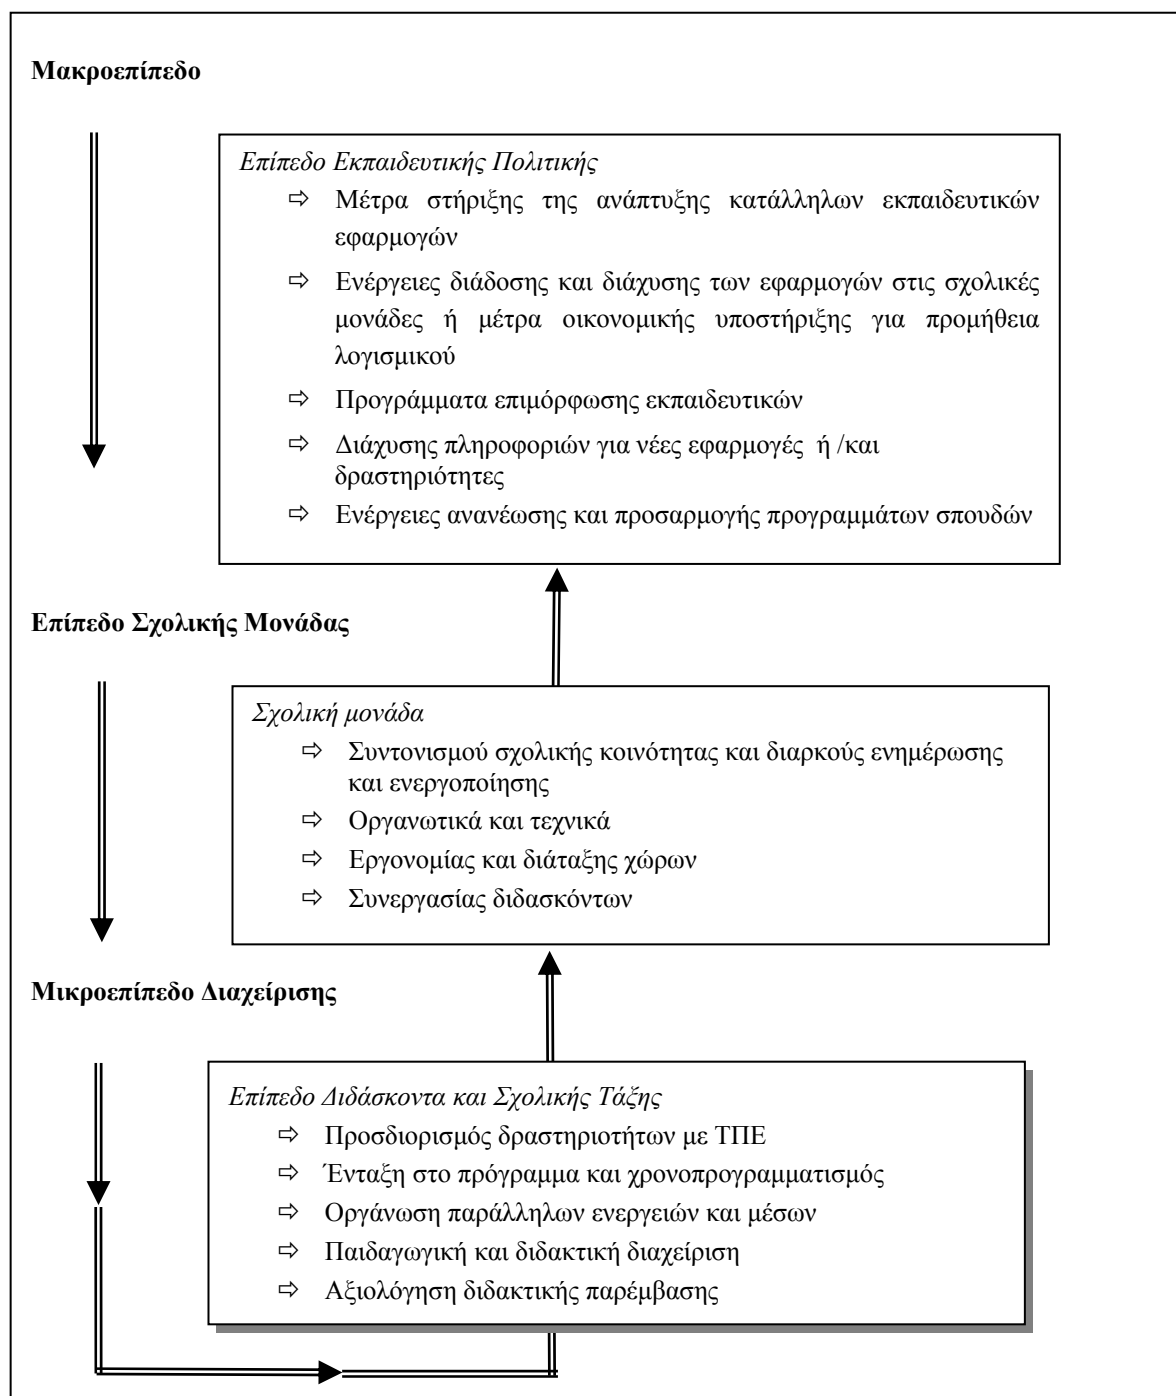 Μακροεπίπεδο
Επίπεδο Εκπαιδευτικής Πολιτικής
⇨ Μέτρα στήριξης της ανάπτυξης κατάλληλων εκπαιδευτικών
εφαρμογών
⇨ Ενέργειες διάδοσης και διάχυσης των εφαρμογών στις σχολικές
μονάδες ή μέτρα οικονομικής υποστήριξης για προμήθεια
λογισμικού
⇨ Προγράμματα επιμόρφωσης εκπαιδευτικών
⇨ Διάχυσης πληροφοριών για νέες εφαρμογές ή /και
δραστηριότητες
⇨ Ενέργειες ανανέωσης και προσαρμογής προγραμμάτων σπουδών
Επίπεδο Σχολικής Μονάδας
Σχολική μονάδα
⇨ Συντονισμού σχολικής κοινότητας και διαρκούς ενημέρωσης
και ενεργοποίησης
⇨ Οργανωτικά και τεχνικά
⇨ Εργονομίας και διάταξης χώρων
⇨ Συνεργασίας διδασκόντων
Μικροεπίπεδο Διαχείρισης
Επίπεδο Διδάσκοντα και Σχολικής Τάξης
⇨ Προσδιορισμός δραστηριοτήτων με ΤΠΕ
⇨ Ένταξη στο πρόγραμμα και χρονοπρογραμματισμός
⇨ Οργάνωση παράλληλων ενεργειών και μέσων
⇨ Παιδαγωγική και διδακτική διαχείριση
⇨ Αξιολόγηση διδακτικής παρέμβασης